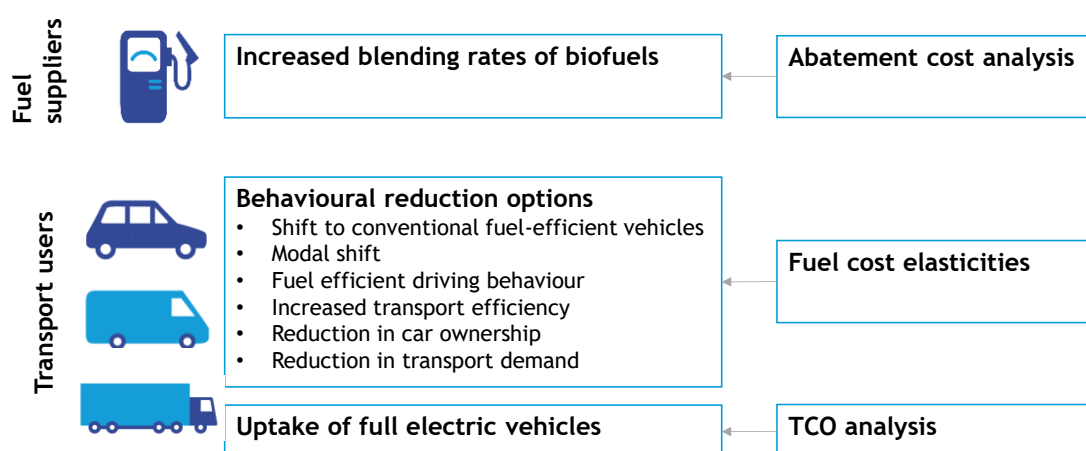 Fuel
suppliers
Increased blending rates of biofuels
Abatement cost analysis
Transport users
Behavioural reduction options
• Shift to conventional fuel-efficient vehicles
• Modal shift
• Fuel efficient driving behaviour
• Increased transport efficiency
• Reduction in car ownership
• Reduction in transport demand
Fuel cost elasticities
Uptake of full electric vehicles
TCO analysis